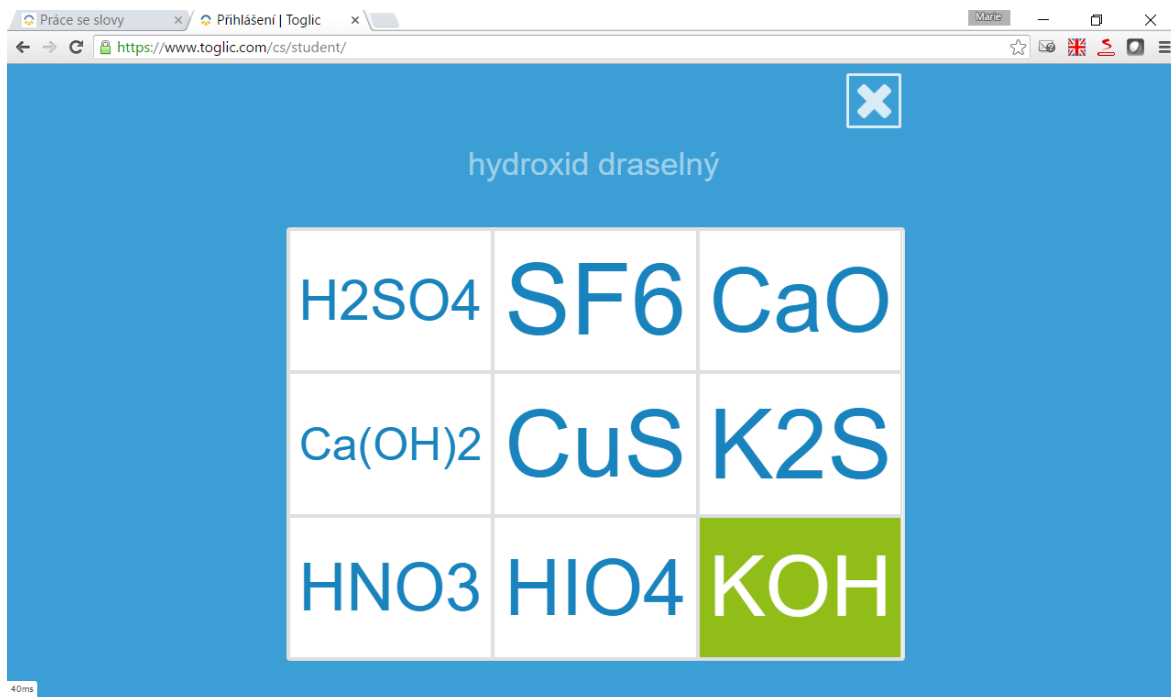 Práce se slovy
Přihlášení | Toglic
Marie
https://www.toglic.com/cs/student/
hydroxid draselný
H2SO4 SF6 CaO
Ca(OH)2 CuS K2S
HNO3 HIO4 KOH
40ms